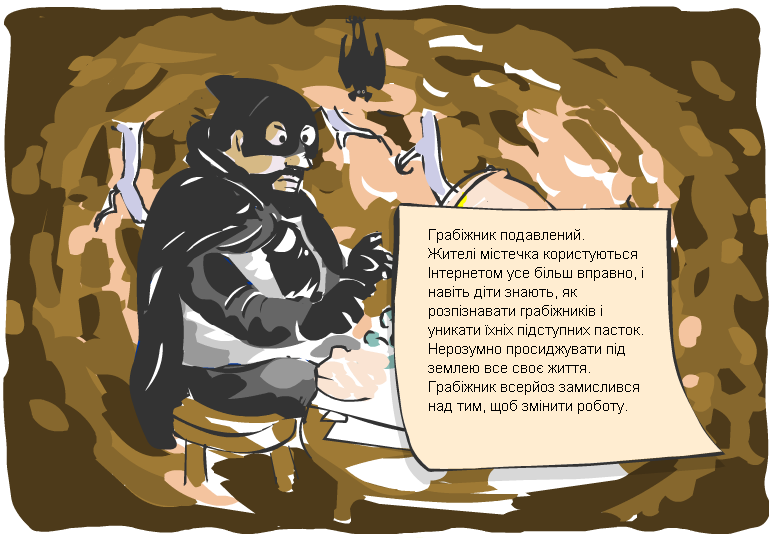 Грабіжник подавлений.
Жителі містечка користуються
Інтернетом усе більш вправно, і
навіть діти знають, як
розпізнавати грабіжників і
уникати їхніх підступних пасток.
Нерозумно просиджувати під
землею все своє життя.
Грабіжник всерйоз замислився
над тим, щоб змінити роботу.